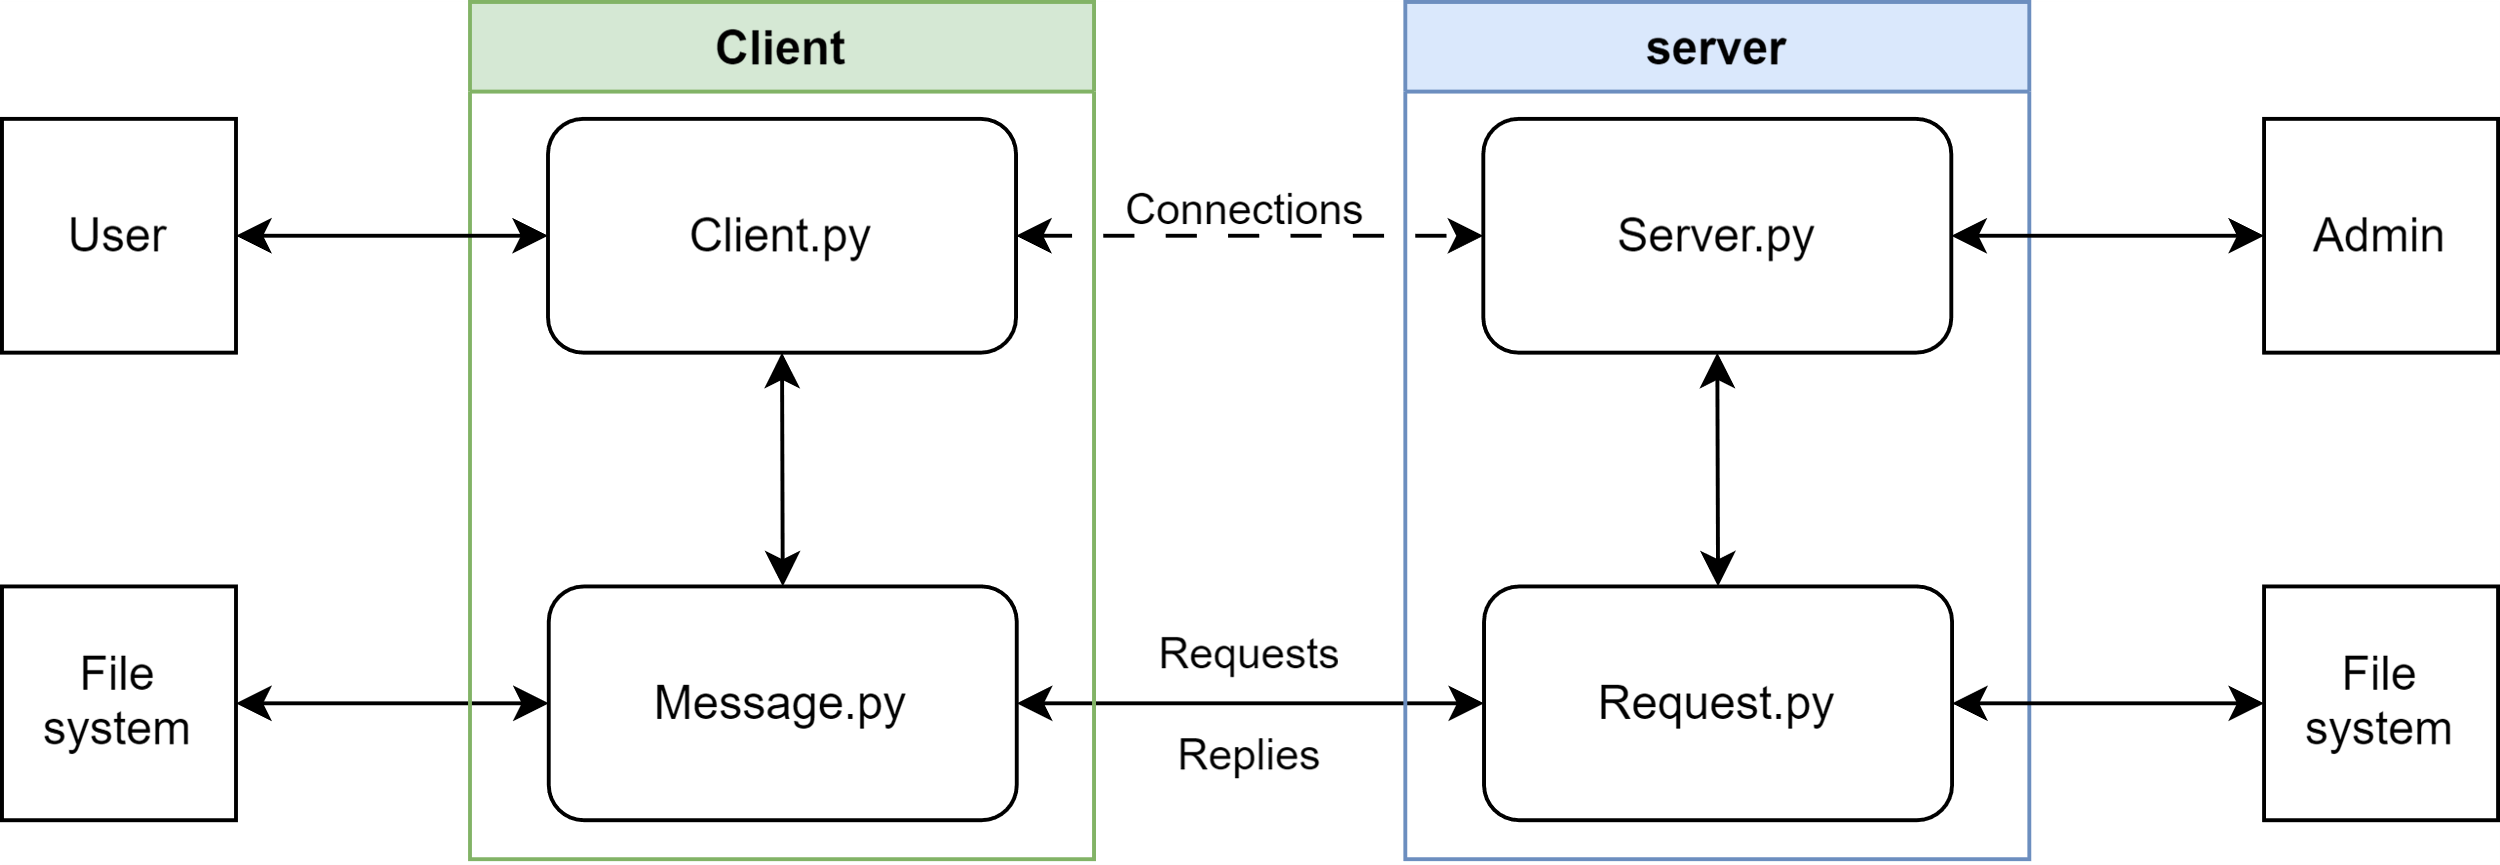 Client
server
User
Client.py
Connections
Server.py
Admin
File
system
Message.py
Requests
Replies
Request.py
File
system